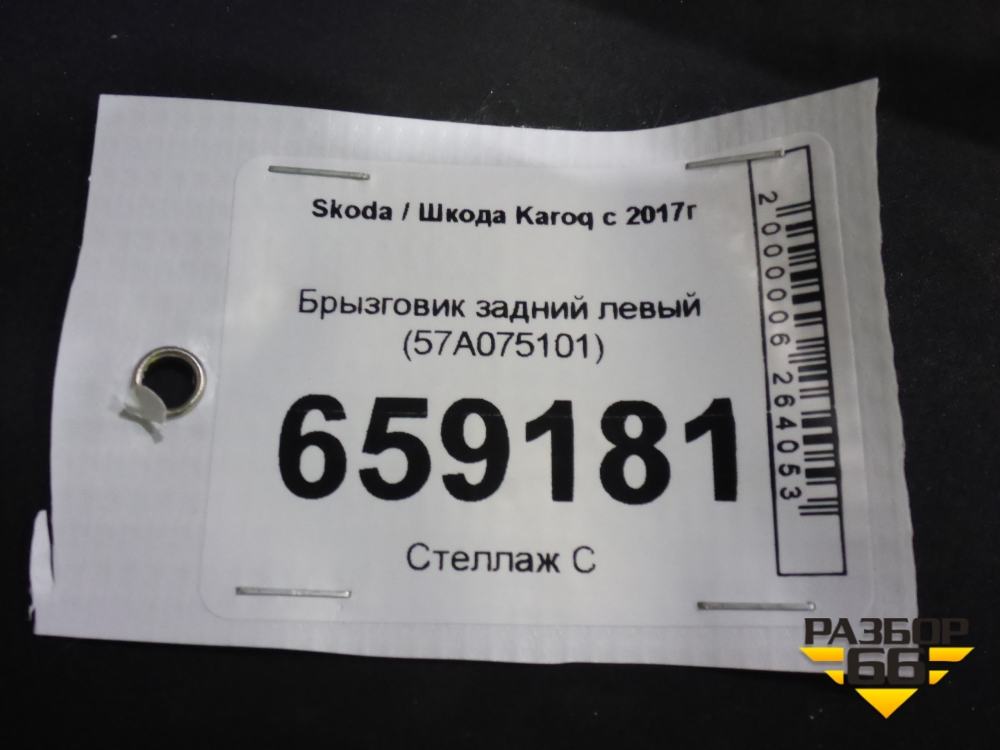 Skoda / Шкода Karoq с 2017г
Брызговик задний левый
(57A075101)
659181
Стеллаж С
2000006264053
РАЗБОР
66